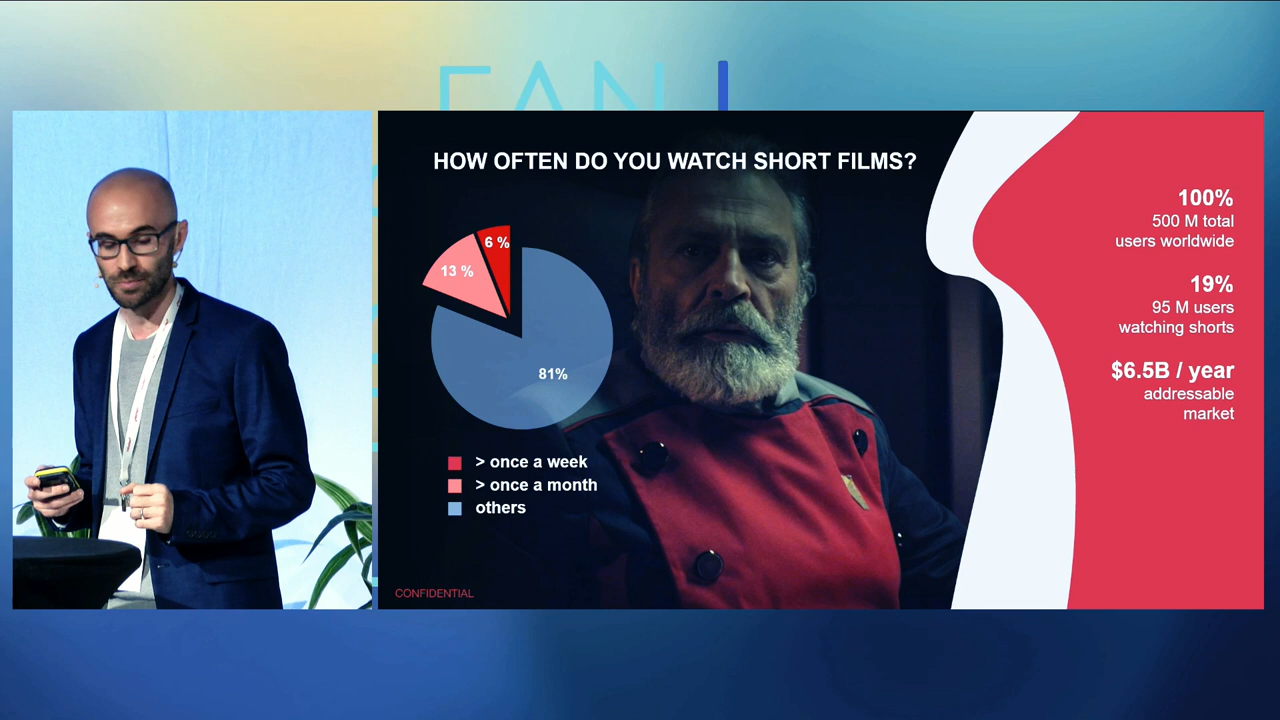 HOW OFTEN DO YOU WATCH SHORT FILMS?
6 %
13 %
81%
> once a week
> once a month
others
CONFIDENTIAL
100%
500 M total
users worldwide
19%
95 M users
watching shorts
$6.5B / year
addressable
market